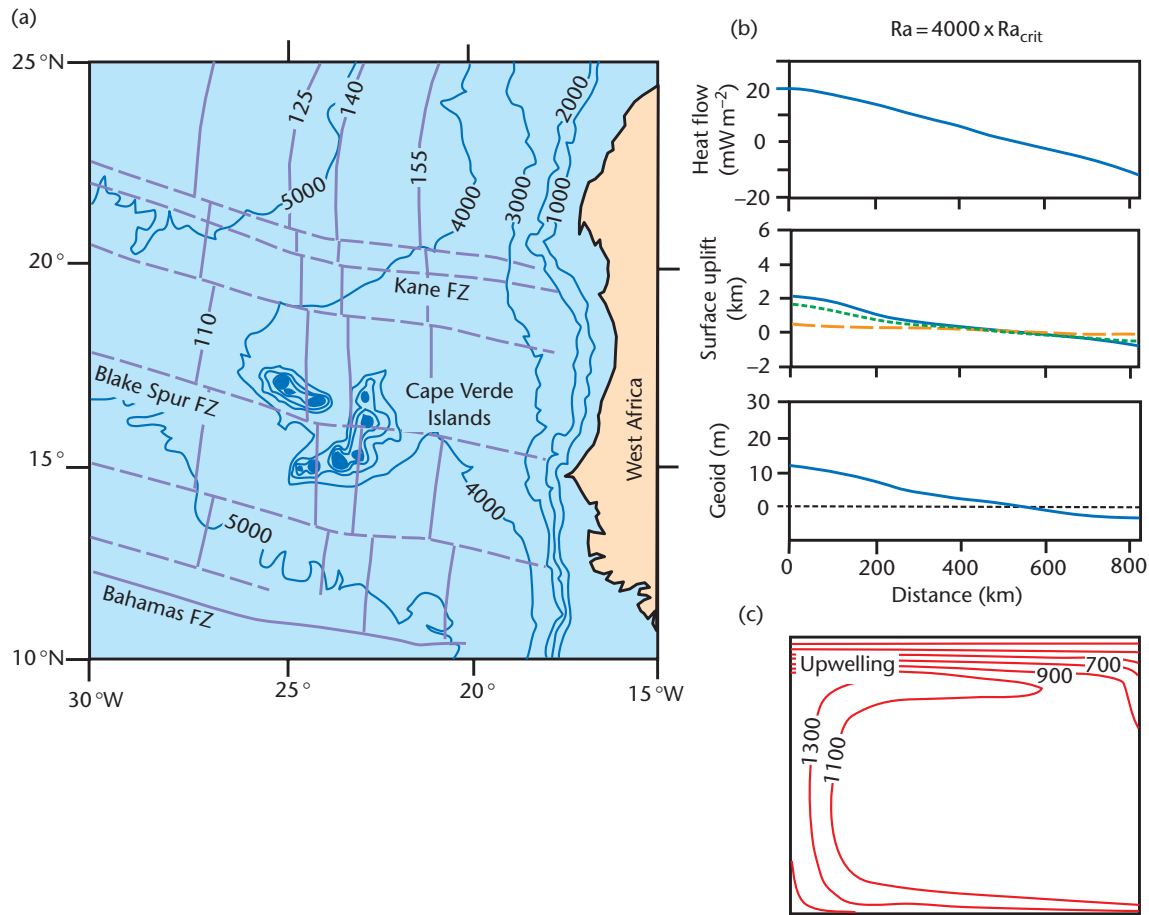 (a)
25°N
20°
15°
10°N
30°W
25°
20°
15°W
125
140
155
110
5000
4000
3000
2000
1000
Kane FZ
Blake Spur FZ
Cape Verde
Islands
West Africa
4000
5000
Bahamas FZ
(b)
Ra = 4000 x Ra_crit
Heat flow
(mW m⁻²)
20
0
−20
Surface uplift
(km)
6
4
2
0
−2
Geoid (m)
30
20
10
0
0
200
400
600
800
Distance (km)
(c)
Upwelling
700
900
1300
1100